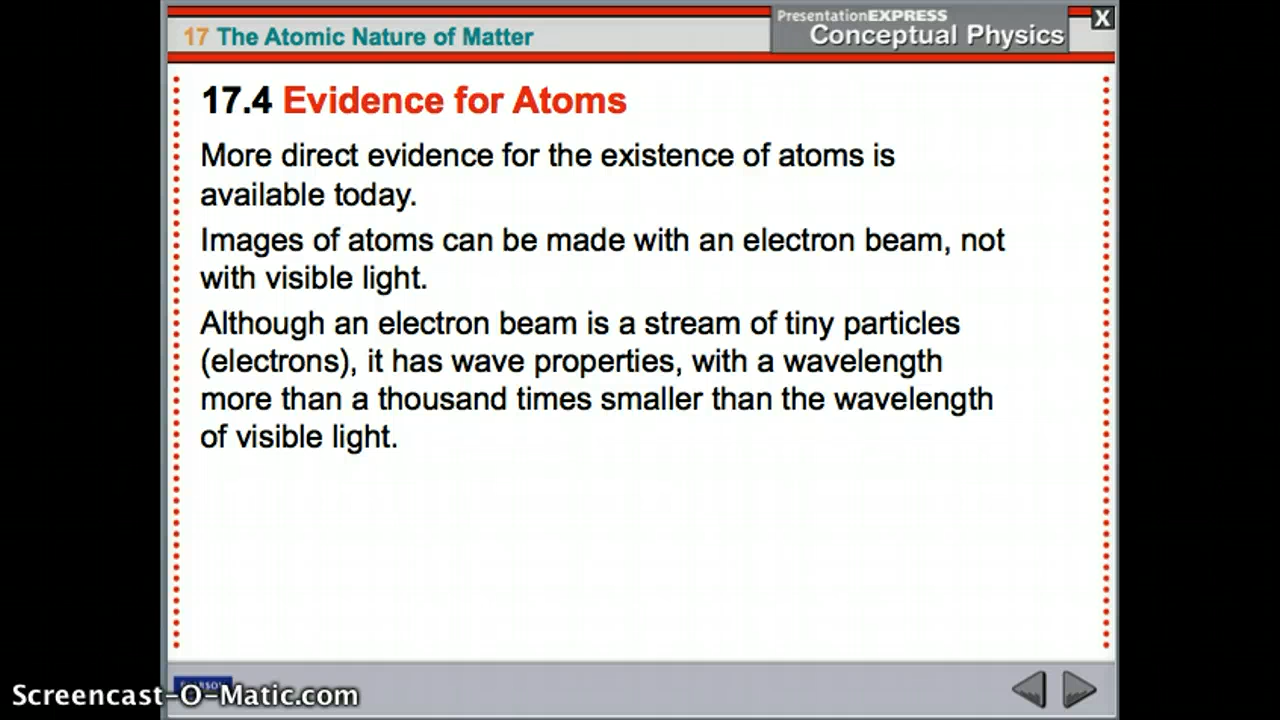 PresentationEXPRESS
17 The Atomic Nature of Matter
Conceptual Physics
X
17.4 Evidence for Atoms
More direct evidence for the existence of atoms is
available today.
Images of atoms can be made with an electron beam, not
with visible light.
Although an electron beam is a stream of tiny particles
(electrons), it has wave properties, with a wavelength
more than a thousand times smaller than the wavelength
of visible light.
PEARSON
Screencast-O-Matic.com